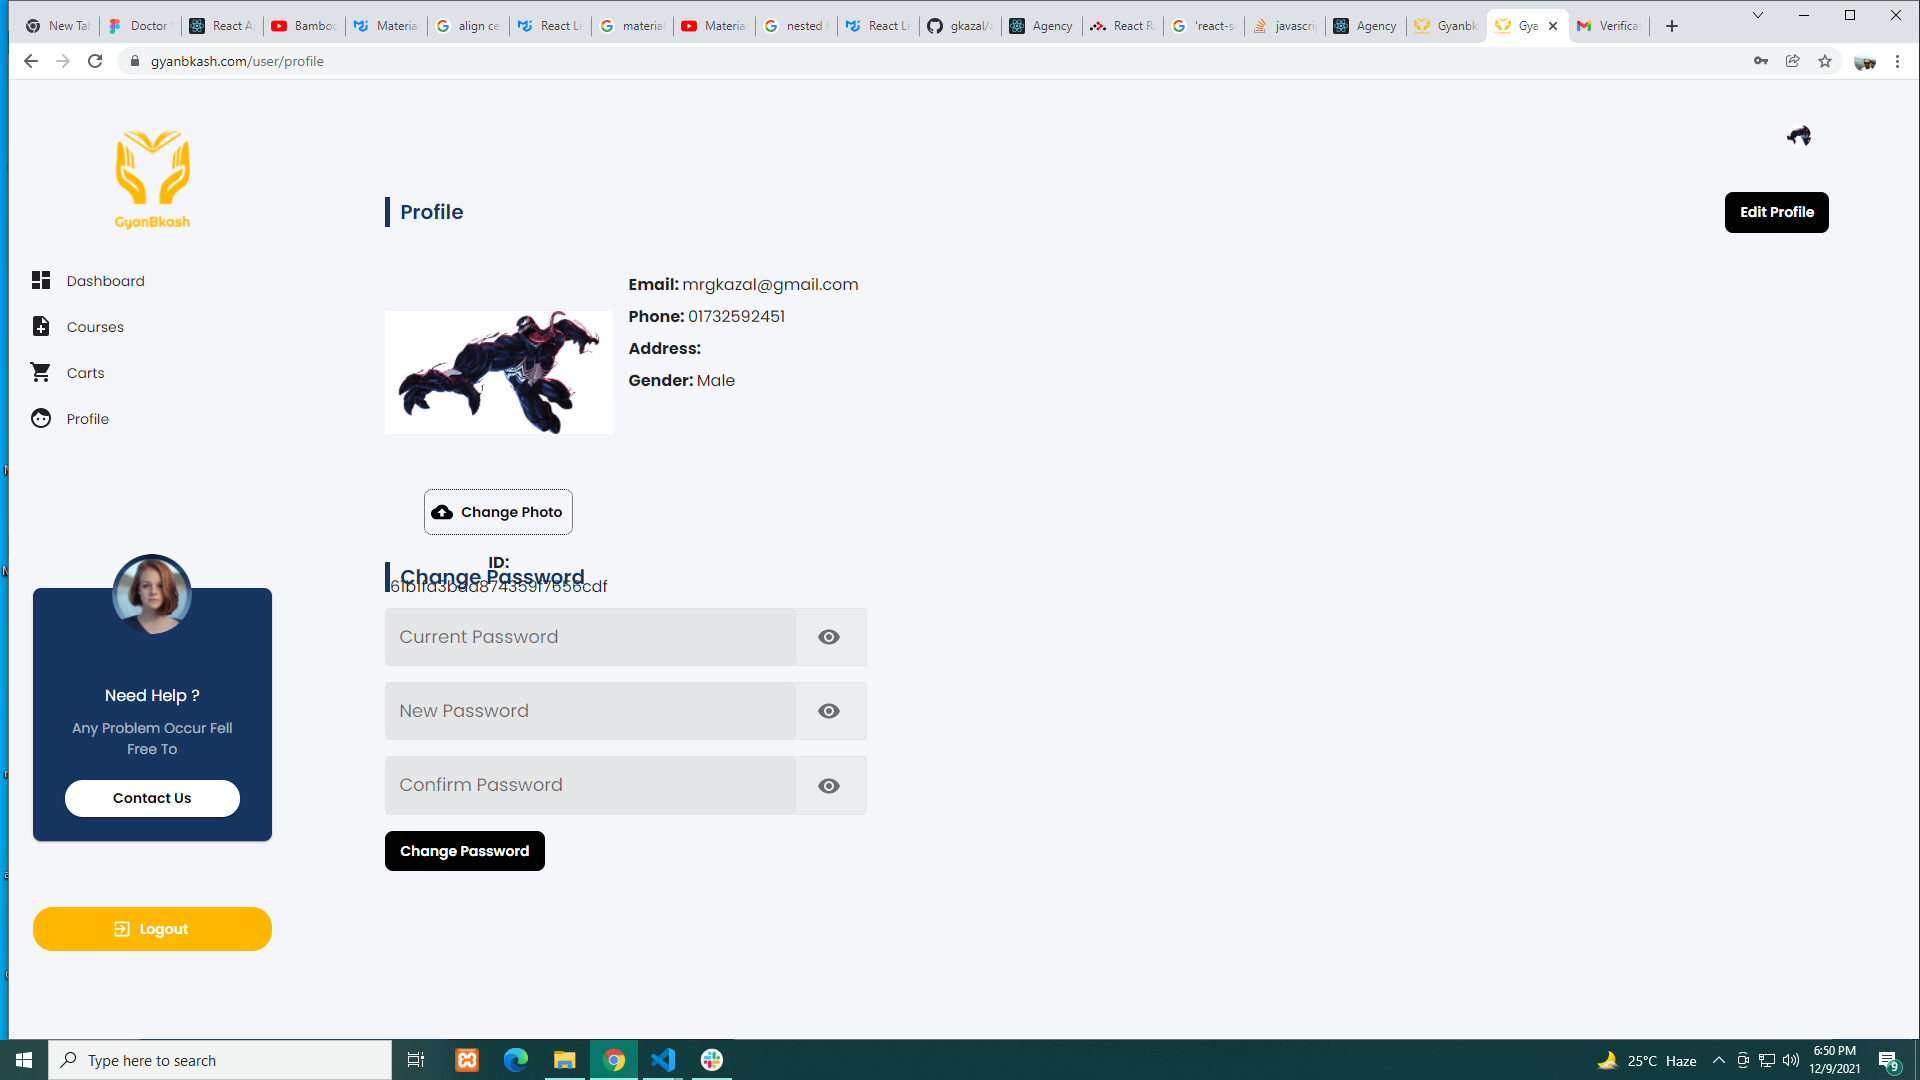 New Tab
Doctor
React A
Bamboo
Materia
align ce
React Li
material
Materia
nested
React Li
gkazal/
Agency
React R
'react-s
javascri
Agency
Gyanbk
Gya
Verifica
gyanbkash.com/user/profile
GyanBkash
Profile
Edit Profile
Dashboard
Courses
Carts
Profile
Email: mrgkazal@gmail.com
Phone: 01732592451
Address:
Gender: Male
Change Photo
ID:
Change Password
Current Password
New Password
Confirm Password
Change Password
Need Help ?
Any Problem Occur Fell
Free To
Contact Us
Logout
Type here to search
25°C Haze
6:50 PM
12/9/2021
9